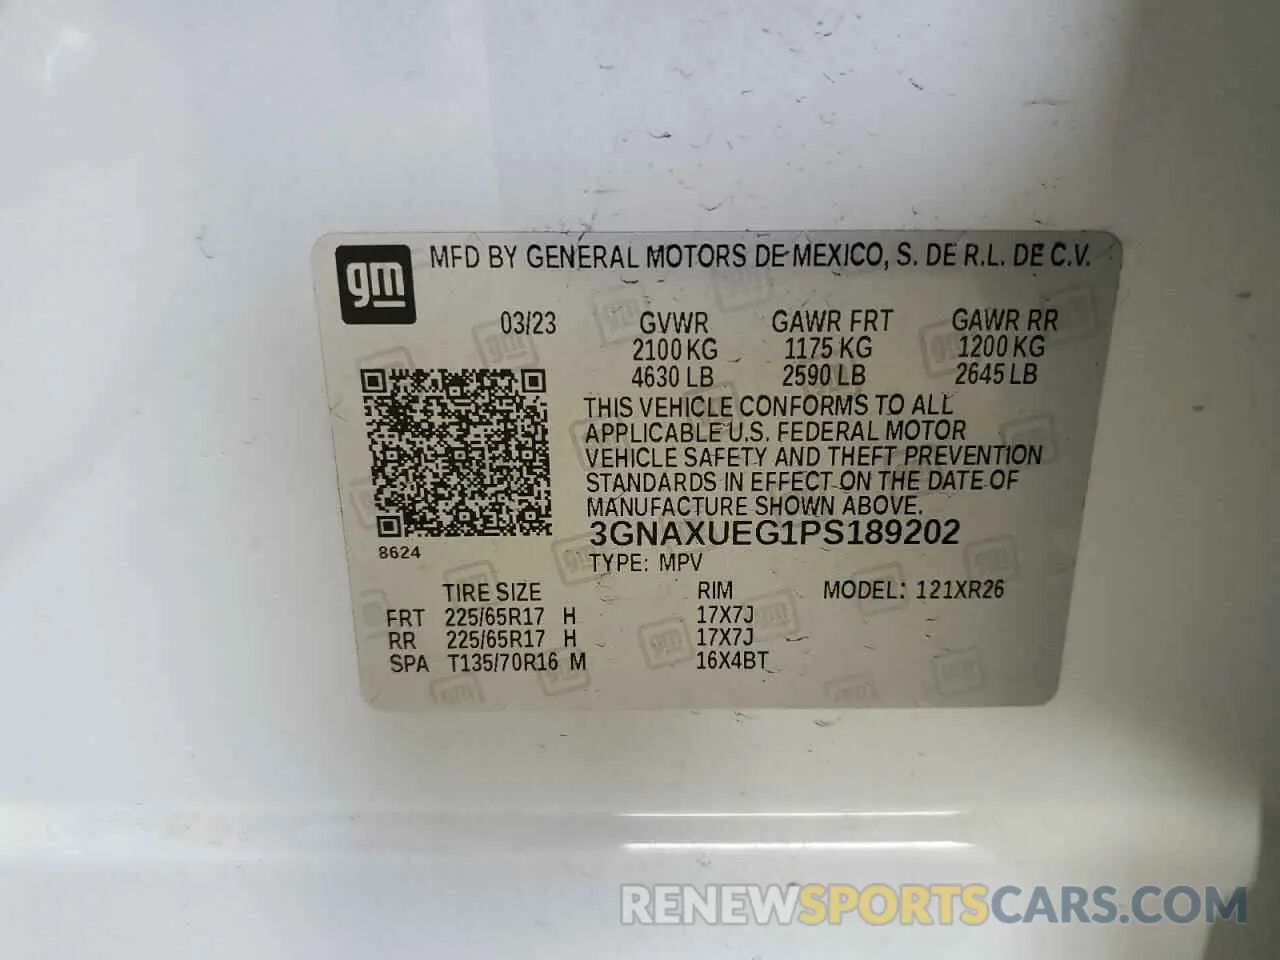 gm MFD BY GENERAL MOTORS DE MEXICO, S. DE R.L. DE C.V.
03/23 GVWR GAWR FRT GAWR RR
2100 KG 1175 KG 1200 KG
4630 LB 2590 LB 2645 LB
THIS VEHICLE CONFORMS TO ALL
APPLICABLE U.S. FEDERAL MOTOR
VEHICLE SAFETY AND THEFT PREVENTION
STANDARDS IN EFFECT ON THE DATE OF
MANUFACTURE SHOWN ABOVE.
3GNAXUEG1PS189202
8624
TYPE: MPV
TIRE SIZE RIM MODEL: 121XR26
FRT 225/65R17 H 17X7J
RR 225/65R17 H 17X7J
SPA T135/70R16 M 16X4BT
RENEWSPORTSCARS.COM